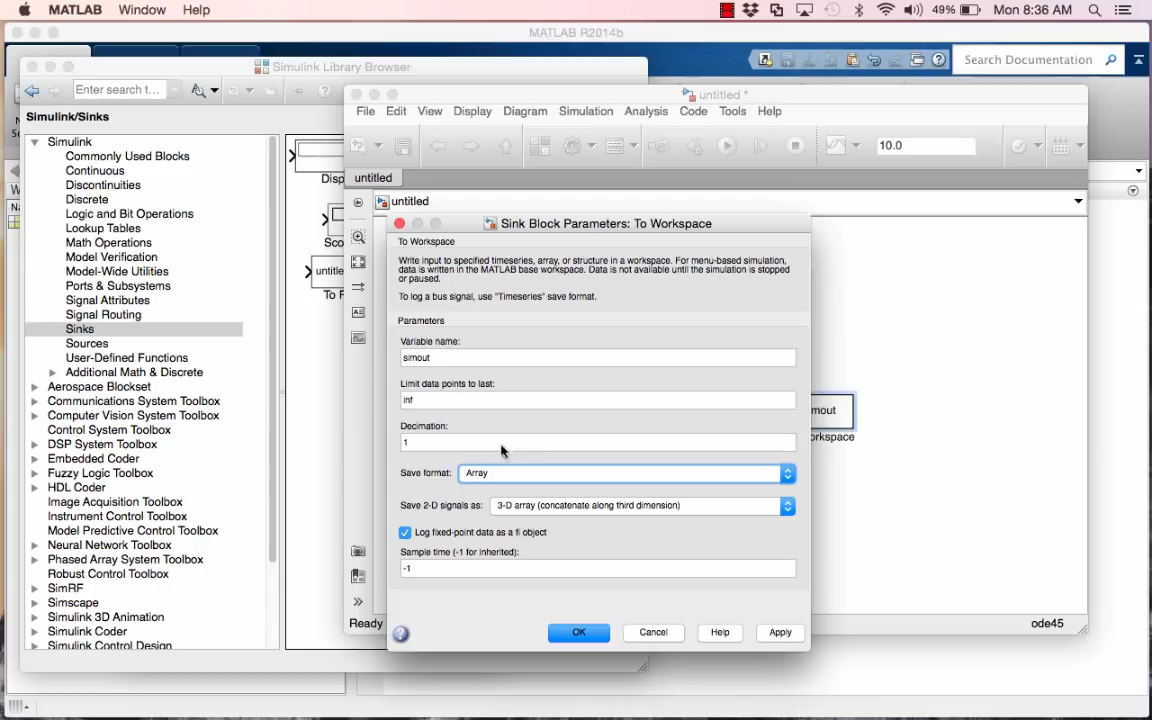 MATLAB Window Help 49% Mon 8:36 AM
MATLAB R2014b
Simulink Library Browser
Search Documentation
Enter search t...
untitled *
File Edit View Display Diagram Simulation Analysis Code Tools Help
Simulink/Sinks
10.0
Simulink
Commonly Used Blocks
Continuous
Discontinuities
Discrete
Logic and Bit Operations
Lookup Tables
Math Operations
Model Verification
Model-Wide Utilities
Ports & Subsystems
Signal Attributes
Signal Routing
Sinks
Sources
User-Defined Functions
Additional Math & Discrete
Aerospace Blockset
Communications System Toolbox
Computer Vision System Toolbox
Control System Toolbox
DSP System Toolbox
Embedded Coder
Fuzzy Logic Toolbox
HDL Coder
Image Acquisition Toolbox
Instrument Control Toolbox
Model Predictive Control Toolbox
Neural Network Toolbox
Phased Array System Toolbox
Robust Control Toolbox
SimRF
Simscape
Simulink 3D Animation
Simulink Coder
Simulink Control Design
Disp
Sco
untitle
To F
untitled
untitled
Sink Block Parameters: To Workspace
To Workspace
Write input to specified timeseries, array, or structure in a workspace. For menu-based simulation,
data is written in the MATLAB base workspace. Data is not available until the simulation is stopped
or paused.
To log a bus signal, use "Timeseries" save format.
Parameters
Variable name:
simout
Limit data points to last:
inf
Decimation:
1
Save format: Array
Save 2-D signals as: 3-D array (concatenate along third dimension)
Log fixed-point data as a fi object
Sample time (-1 for inherited):
-1
OK Cancel Help Apply
mout
orkspace
Ready
ode45